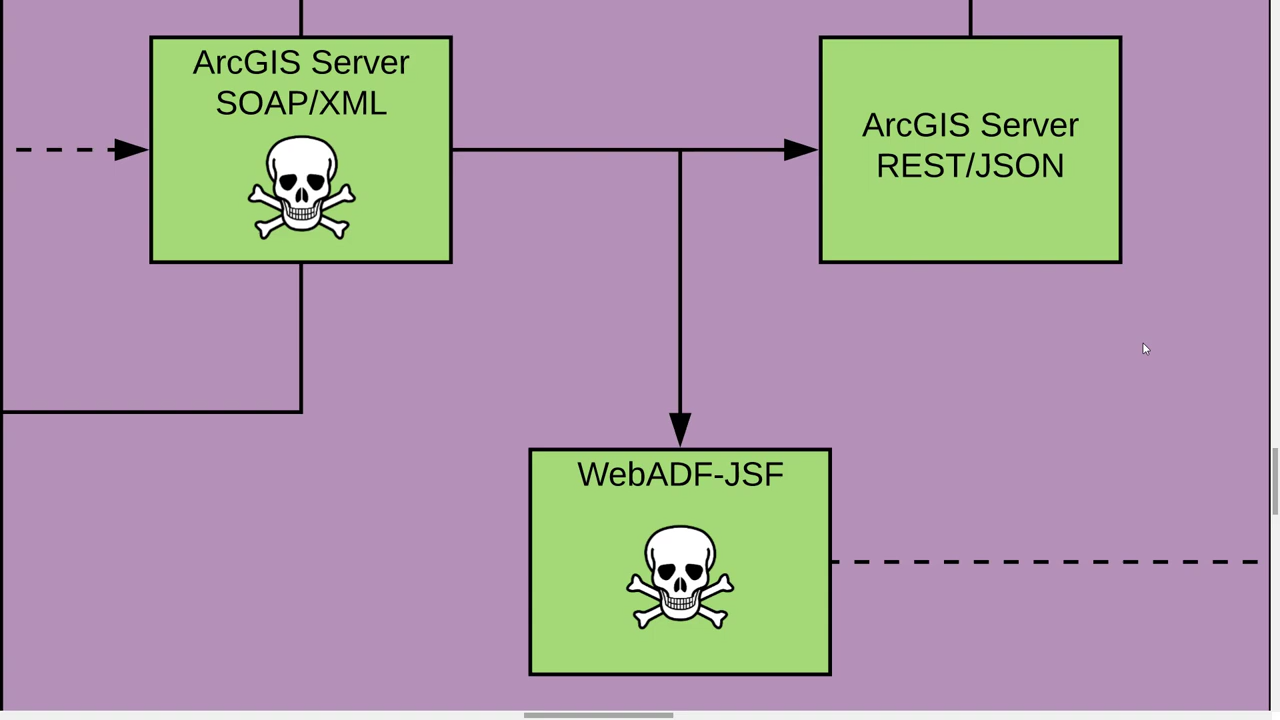 ArcGIS Server
SOAP/XML
ArcGIS Server
REST/JSON
WebADF-JSF